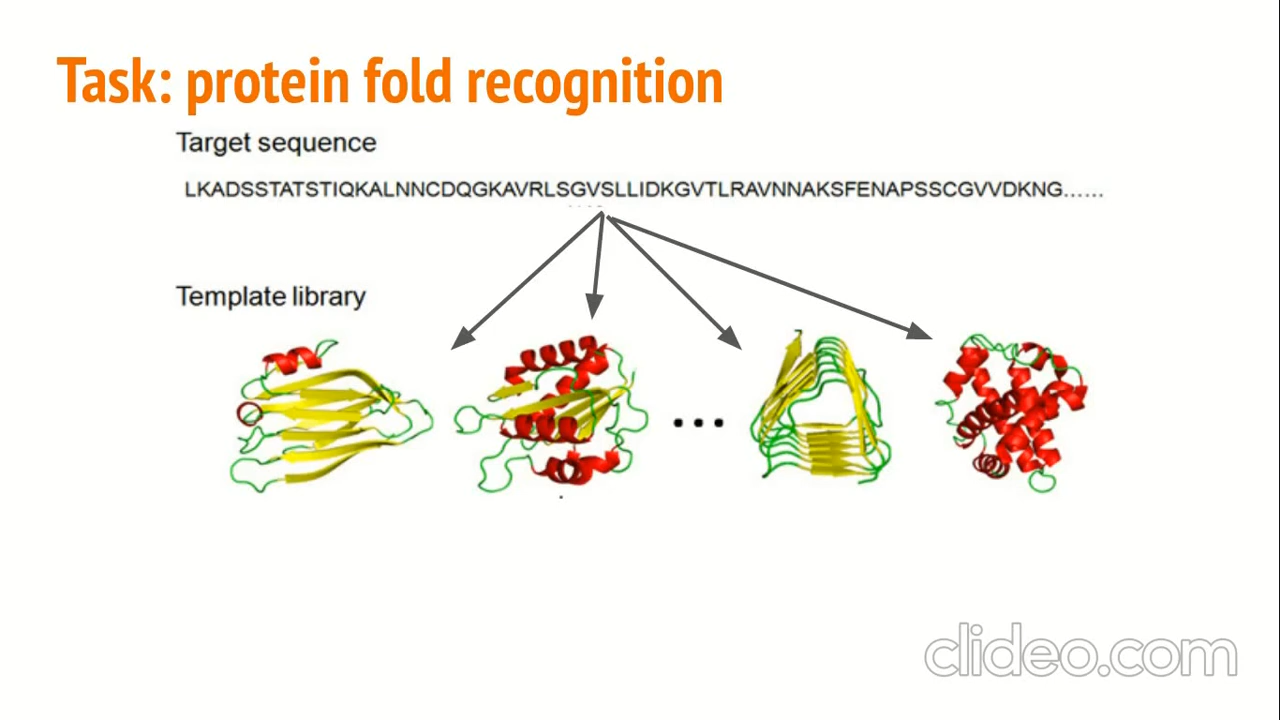 Task: protein fold recognition
Target sequence
LKADSSTATSTIQKALNNCDQGKAVRLSGVSLLIDKGVTLRAVNNAKSFENAPSSCGVVDKNG......
Template library
...
clideo.com